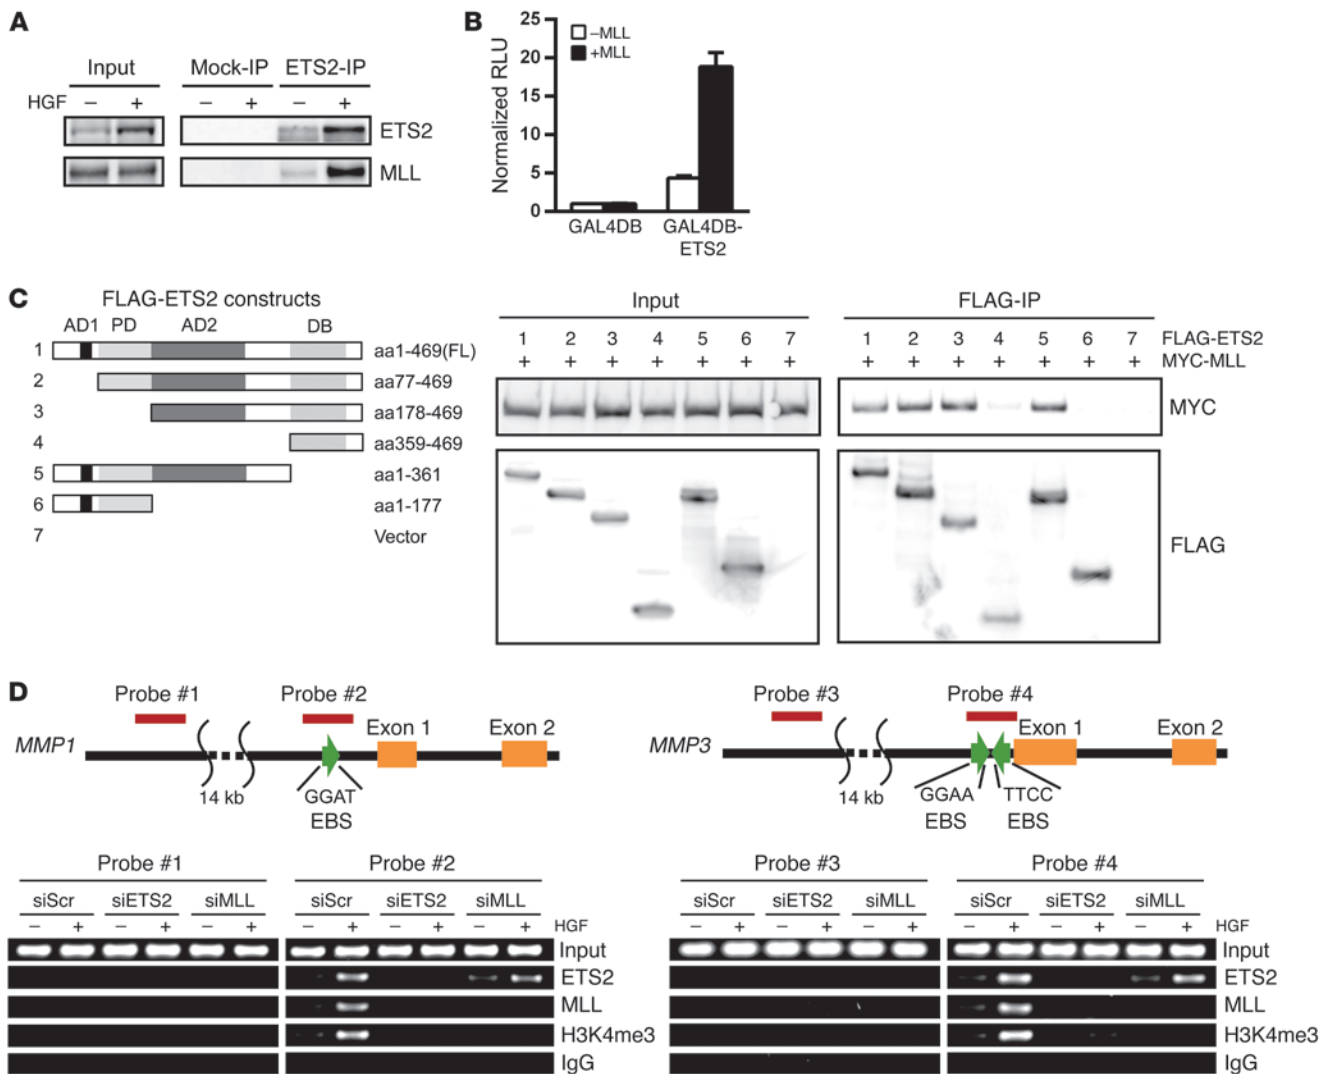 A
Input Mock-IP ETS2-IP
HGF – + – + – +
ETS2
MLL
B
Normalized RLU
25
20
15
10
5
0
–MLL
+MLL
GAL4DB
GAL4DB-
ETS2
C
FLAG-ETS2 constructs
AD1 PD AD2 DB
1 aa1-469(FL)
2 aa77-469
3 aa178-469
4 aa359-469
5 aa1-361
6 aa1-177
7 Vector
Input FLAG-IP
1 2 3 4 5 6 7 1 2 3 4 5 6 7 FLAG-ETS2
+ + + + + + + + + + + + + + MYC-MLL
MYC
FLAG
D
Probe #1 Probe #2
Exon 1 Exon 2
MMP1
14 kb
GGAT
EBS
Probe #3 Probe #4
Exon 1 Exon 2
MMP3
14 kb
GGAA TTCC
EBS EBS
Probe #1 Probe #2
siScr siETS2 siMLL siScr siETS2 siMLL
– + – + – + – + – + – + HGF
Input
ETS2
MLL
H3K4me3
IgG
Probe #3 Probe #4
siScr siETS2 siMLL siScr siETS2 siMLL
– + – + – + – + – + – + HGF
Input
ETS2
MLL
H3K4me3
IgG